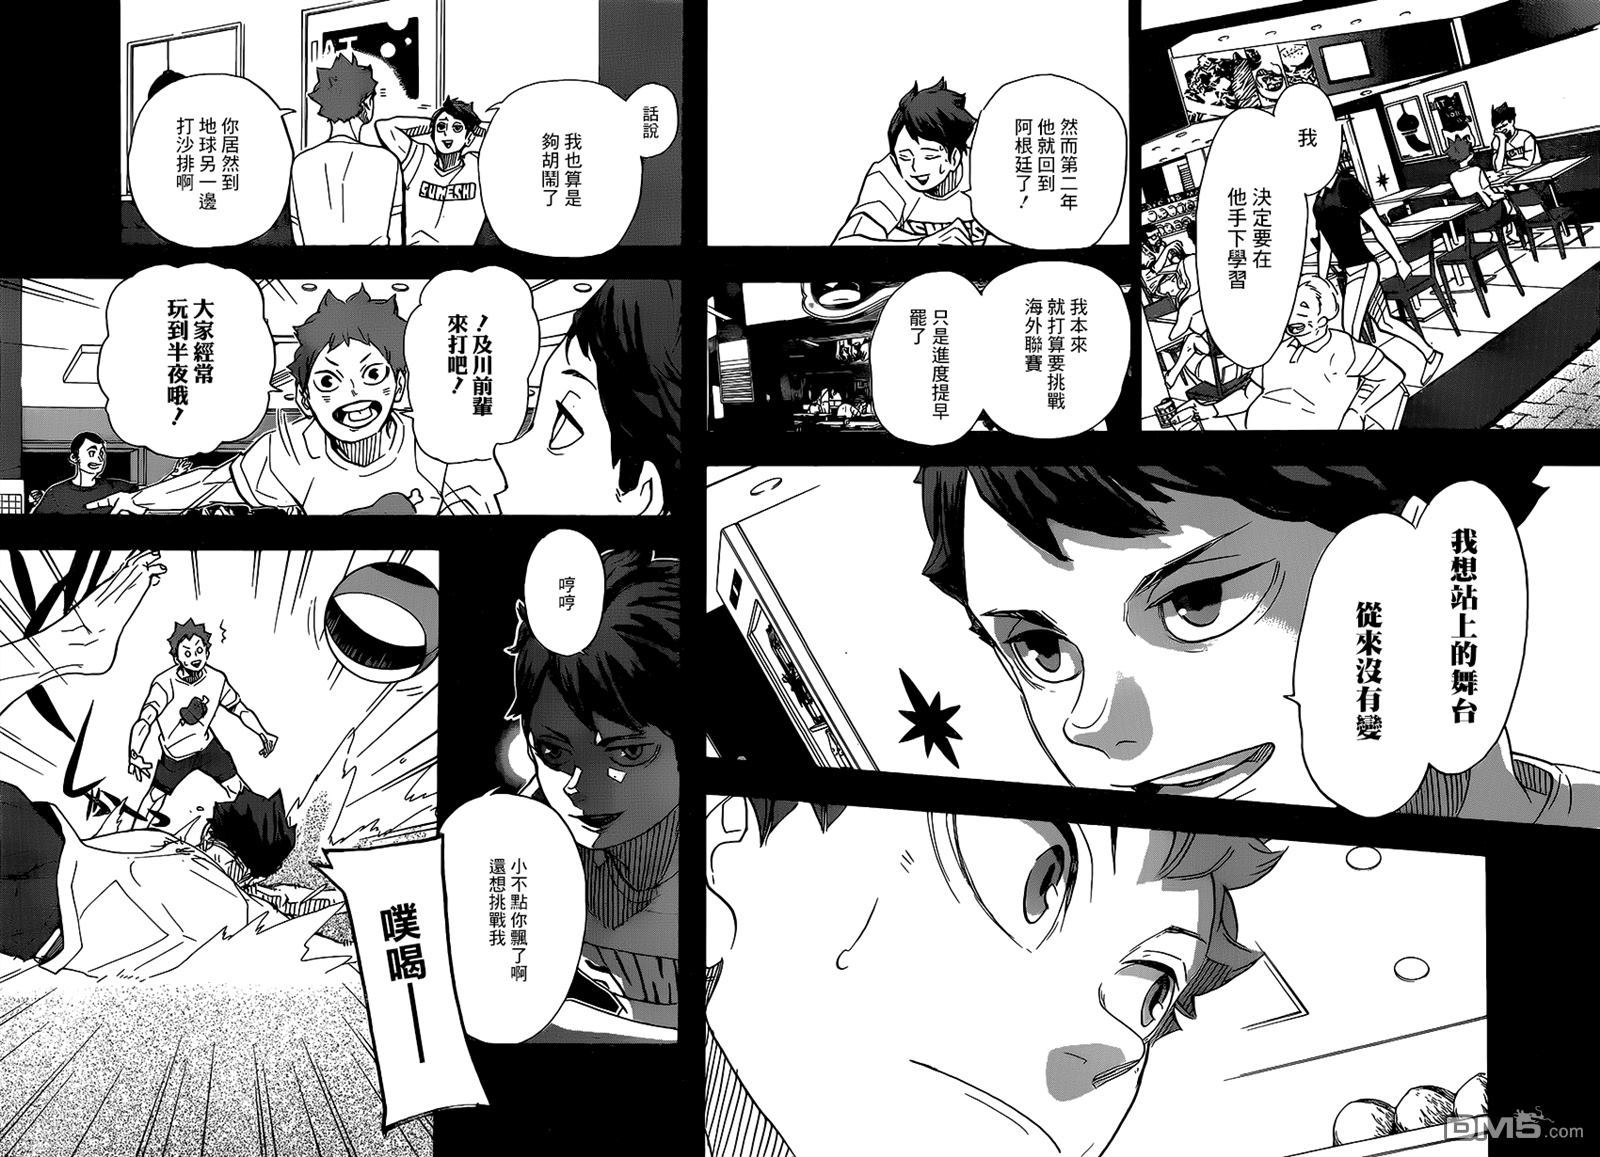 我
決定要在
他手下學習
然而第二年
他就回到
阿根廷了！
我本來
就打算要挑戰
海外聯賽
只是進度提早
罷了
我想站上的舞台
從來沒有變
話說
我也算是
夠胡鬧了
SUMESHI
你居然到
地球另一邊
打沙排啊
！及川前輩
來打吧！
大家經常
玩到半夜哦！
哼哼
小不點你飄了啊
還想挑戰我
噗喝——
DM5.com